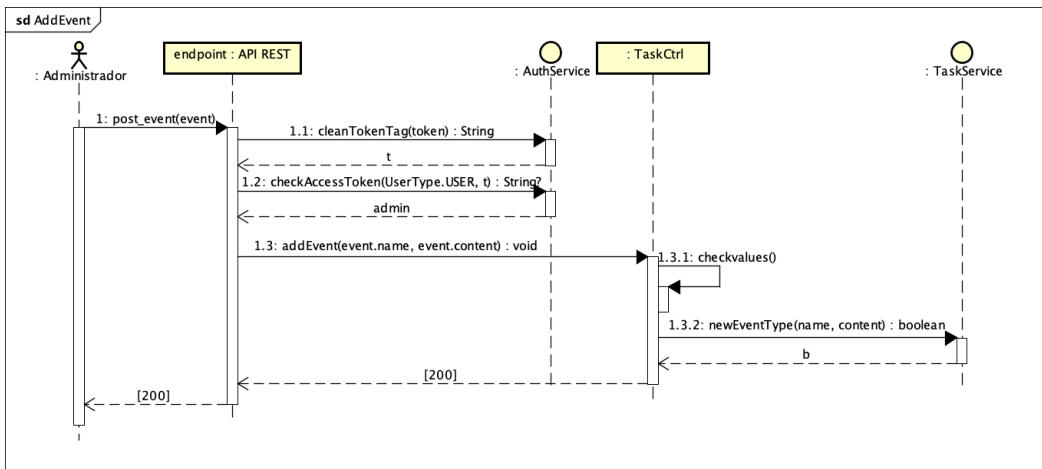 sd AddEvent
: Administrador
endpoint : API REST
: AuthService
: TaskCtrl
: TaskService
1: post_event(event)
1.1: cleanTokenTag(token) : String
t
1.2: checkAccessToken(UserType.USER, t) : String?
admin
1.3: addEvent(event.name, event.content) : void
1.3.1: checkvalues()
1.3.2: newEventType(name, content) : boolean
b
[200]
[200]